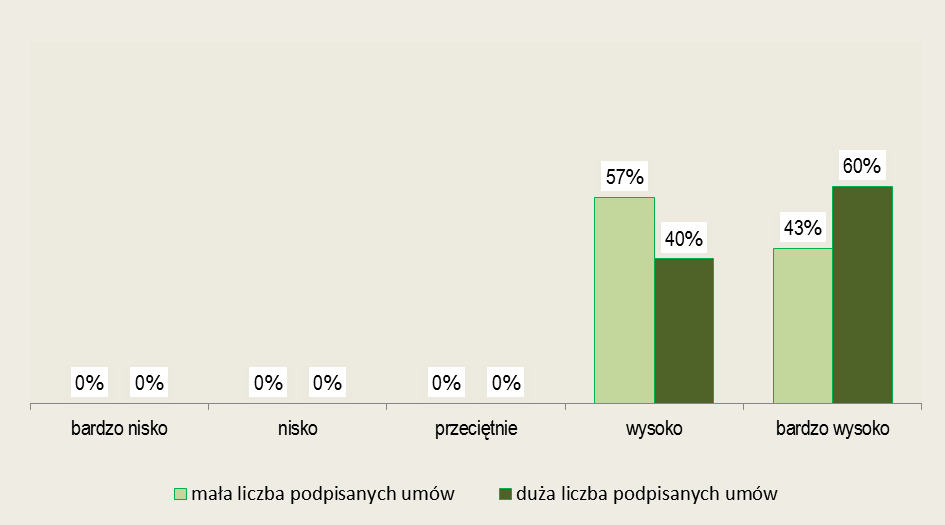 60%
57%
43%
40%
0% 0% 0% 0% 0% 0%
bardzo nisko nisko przeciętnie wysoko bardzo wysoko
mała liczba podpisanych umów duża liczba podpisanych umów